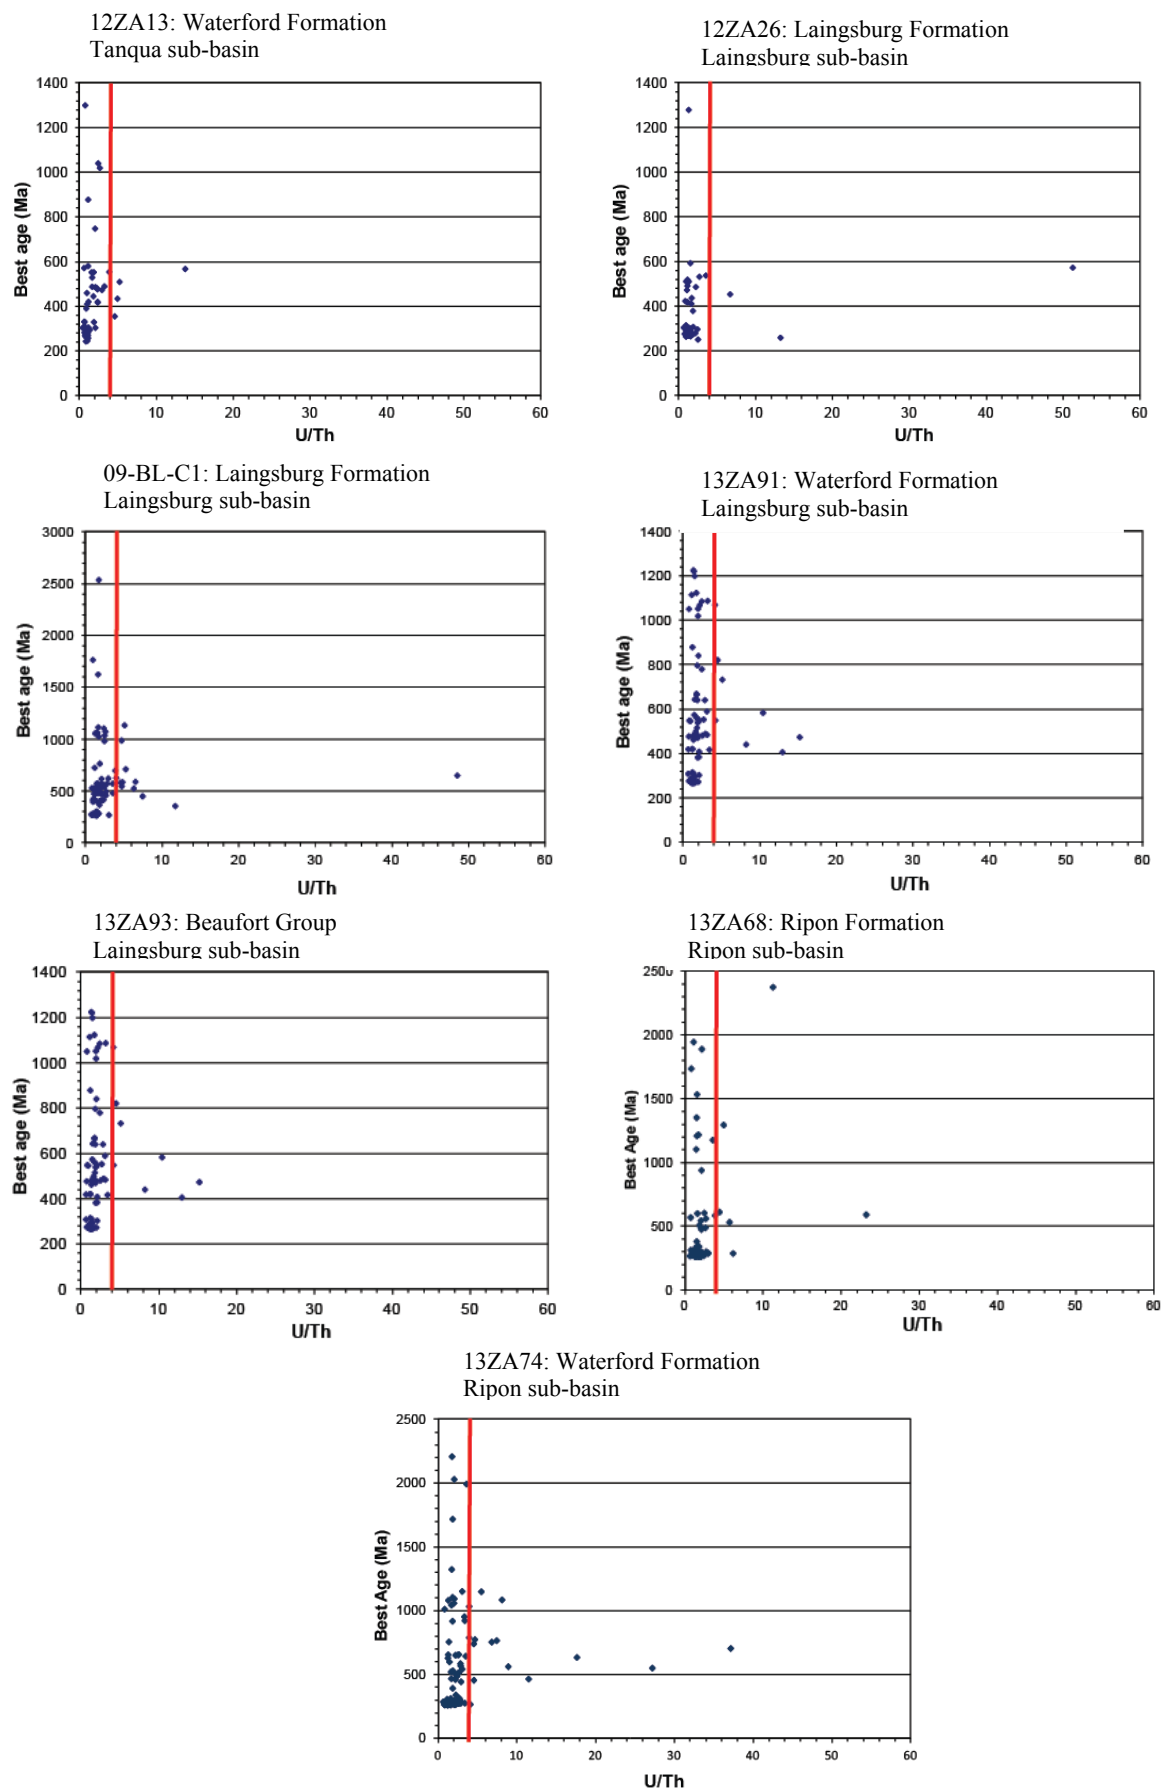 12ZA13: Waterford Formation
Tanqua sub-basin
1400
1200
1000
800
600
400
200
0
Best age (Ma)
0 10 20 30 40 50 60
U/Th
12ZA26: Laingsburg Formation
Laingsburg sub-basin
1400
1200
1000
800
600
400
200
0
Best age (Ma)
0 10 20 30 40 50 60
U/Th
09-BL-C1: Laingsburg Formation
Laingsburg sub-basin
3000
2500
2000
1500
1000
500
0
Best age (Ma)
0 10 20 30 40 50 60
U/Th
13ZA91: Waterford Formation
Laingsburg sub-basin
1400
1200
1000
800
600
400
200
0
Best age (Ma)
0 10 20 30 40 50 60
U/Th
13ZA93: Beaufort Group
Laingsburg sub-basin
1400
1200
1000
800
600
400
200
0
Best age (Ma)
0 10 20 30 40 50 60
U/Th
13ZA68: Ripon Formation
Ripon sub-basin
2500
2000
1500
1000
500
0
Best Age (Ma)
0 10 20 30 40 50 60
U/Th
13ZA74: Waterford Formation
Ripon sub-basin
2500
2000
1500
1000
500
0
Best Age (Ma)
0 10 20 30 40 50 60
U/Th